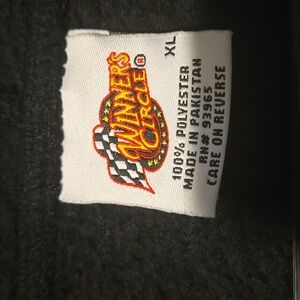 WINNER'S
CIRCLE®
XL
100% POLYESTER
MADE IN PAKISTAN
RN# 93965
CARE ON REVERSE